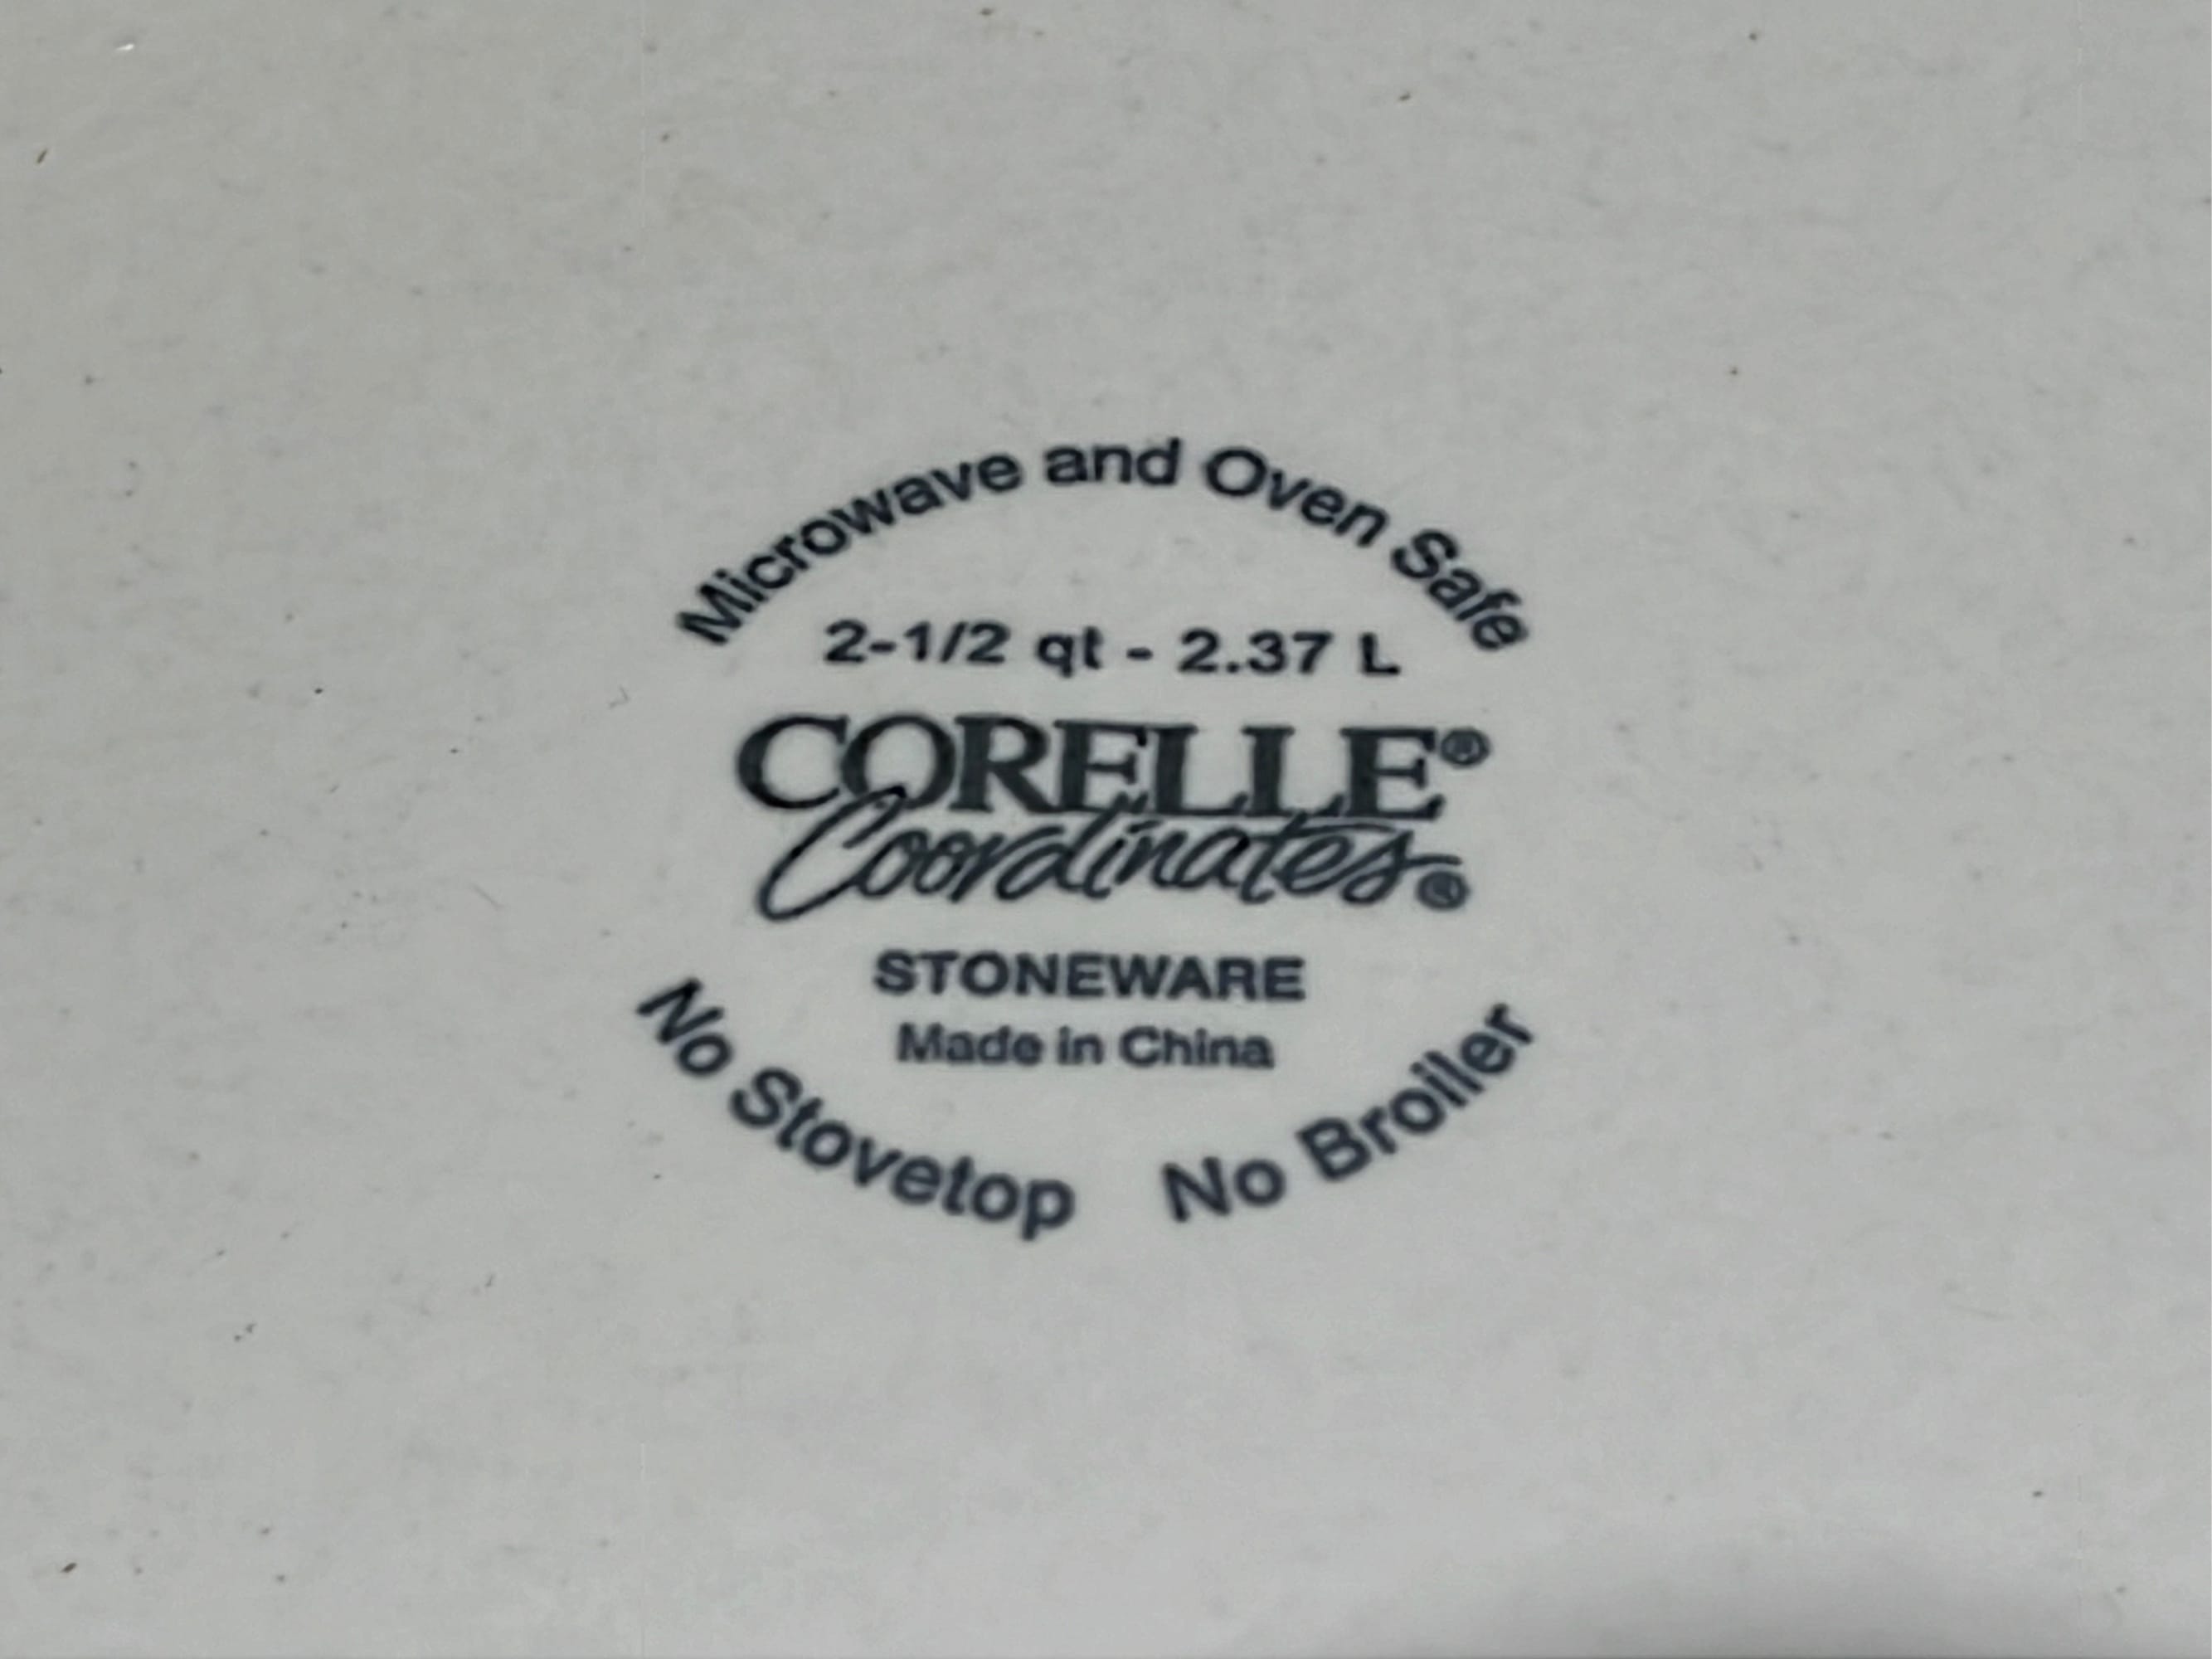 Microwave and Oven Safe
2-1/2 qt - 2.37 L
CORELLE®
Coordinates®
STONEWARE
Made in China
No Stovetop No Broiler